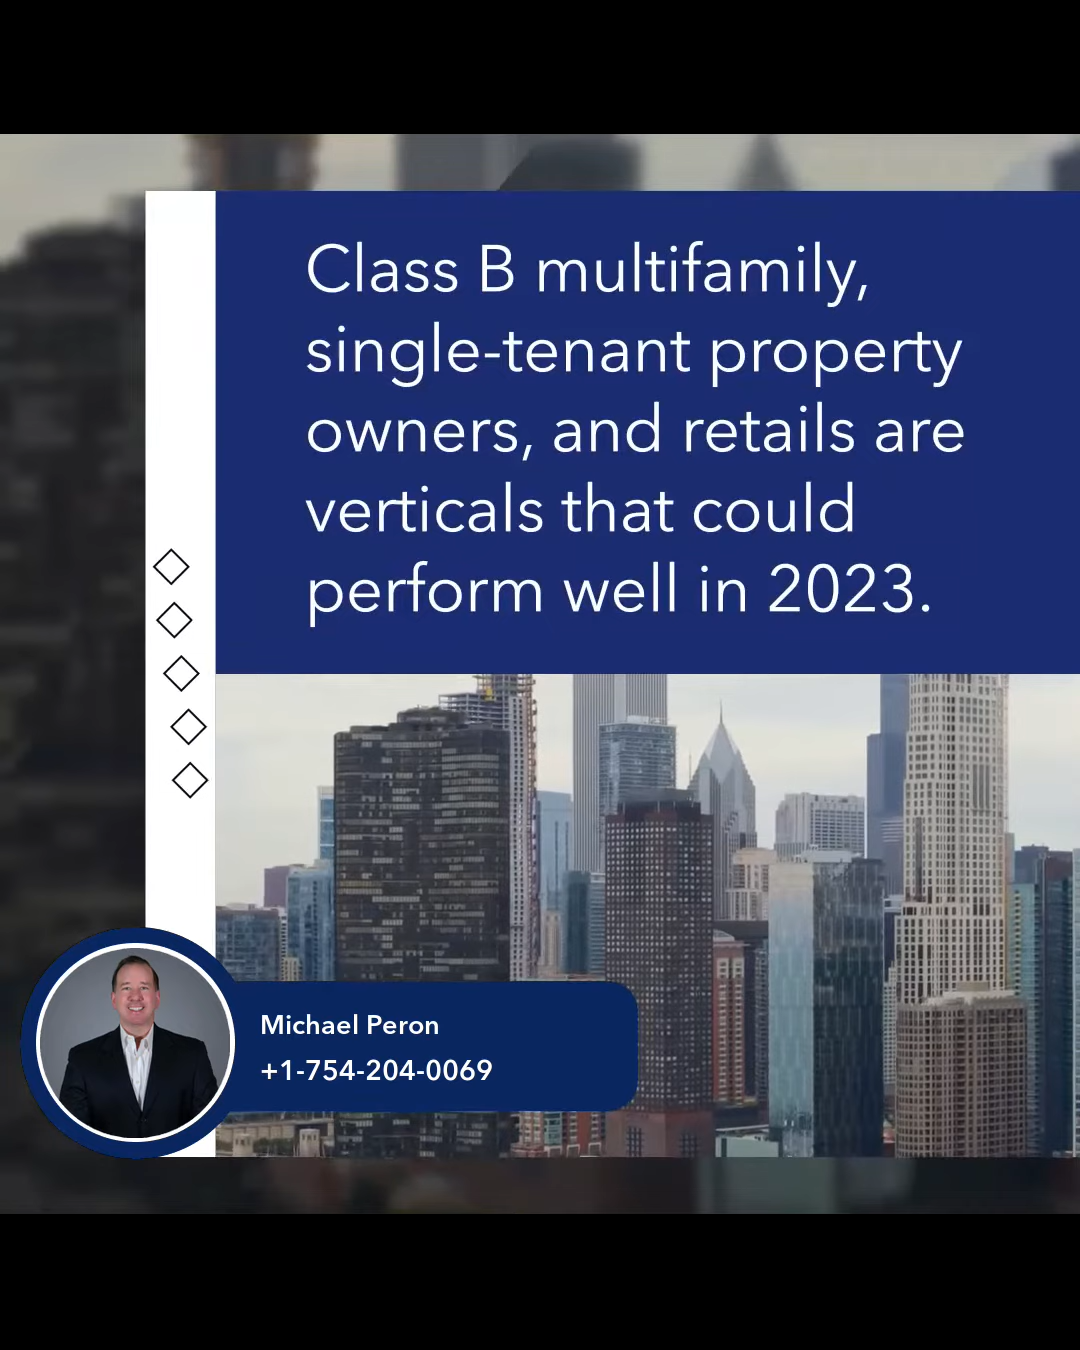 Class B multifamily,
single-tenant property
owners, and retails are
verticals that could
perform well in 2023.
Michael Peron
+1-754-204-0069